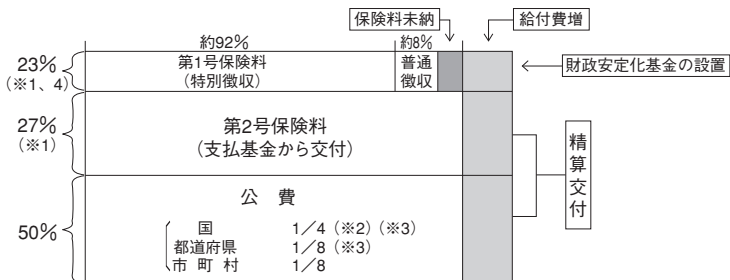 保険料未納
給付費増
約92%
約8%
23%
(※1、4)
第1号保険料
(特別徴収)
普通
徴収
財政安定化基金の設置
27%
(※1)
第2号保険料
(支払基金から交付)
精算交付
50%
公 費
国 1/4(※2)(※3)
都道府県 1/8(※3)
市 町 村 1/8